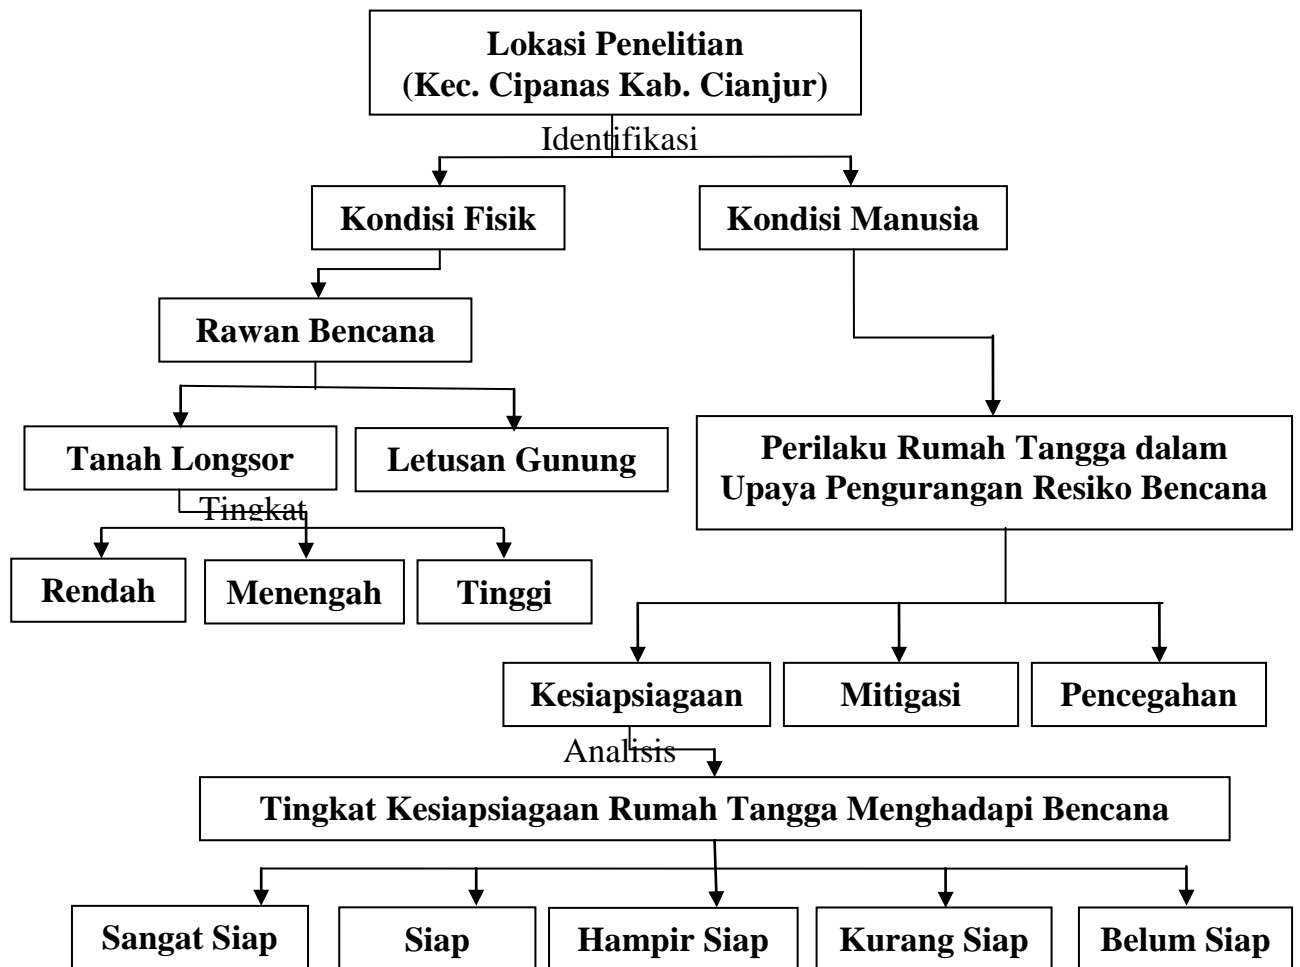 Lokasi Penelitian
(Kec. Cipanas Kab. Cianjur)
Identifikasi
Kondisi Fisik
Kondisi Manusia
Rawan Bencana
Tanah Longsor
Letusan Gunung
Perilaku Rumah Tangga dalam
Upaya Pengurangan Resiko Bencana
Tingkat
Rendah
Menengah
Tinggi
Kesiapsiagaan
Mitigasi
Pencegahan
Analisis
Tingkat Kesiapsiagaan Rumah Tangga Menghadapi Bencana
Sangat Siap
Siap
Hampir Siap
Kurang Siap
Belum Siap